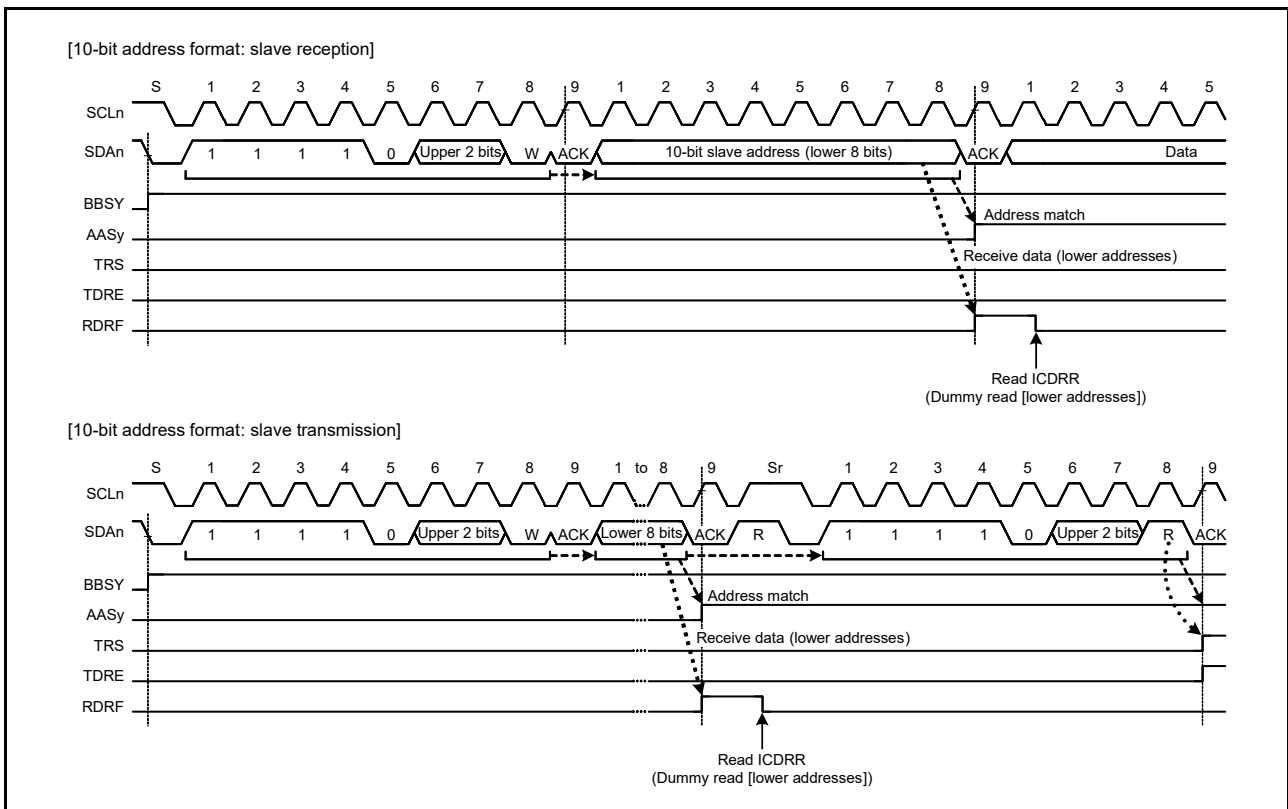 [10-bit address format: slave reception]
S 1 2 3 4 5 6 7 8 9 1 2 3 4 5 6 7 8 9 1 2 3 4 5
SCLn
SDAn 1 1 1 1 0 Upper 2 bits W ACK 10-bit slave address (lower 8 bits) ACK Data
BBSY
Address match
AASy
Receive data (lower addresses)
TRS
TDRE
RDRF
Read ICDRR
(Dummy read [lower addresses])
[10-bit address format: slave transmission]
S 1 2 3 4 5 6 7 8 9 1 to 8 9 Sr 1 2 3 4 5 6 7 8 9
SCLn
SDAn 1 1 1 1 0 Upper 2 bits W ACK Lower 8 bits ACK R 1 1 1 1 0 Upper 2 bits R ACK
BBSY
Address match
AASy
Receive data (lower addresses)
TRS
TDRE
RDRF
Read ICDRR
(Dummy read [lower addresses])